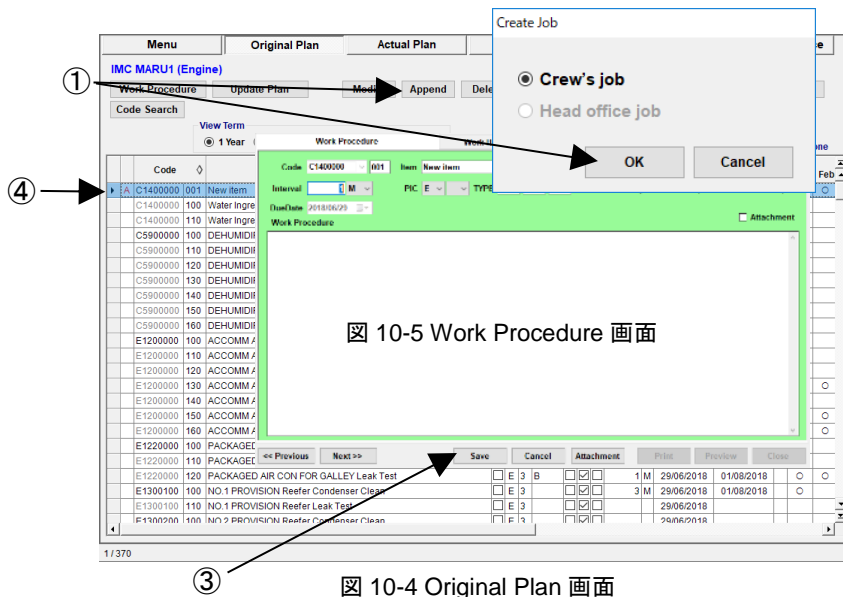 Create Job
Crew's job
Head office job
OK Cancel
Menu Original Plan Actual Plan
IMC MARU1 (Engine)
①
Work Procedure Update Plan Append
Code Search
View Term
1 Year
Work Procedure
Code C1400000 001 Item New item
Interval 1 M PIC E TYPE
DueDate 2018/06/29
Attachment
Work Procedure
Code Feb
④
A C1400000 001 New item
C1400000 100 Water Ingre
C1400000 110 Water Ingre
C5900000 100 DEHUMIDIF
C5900000 110 DEHUMIDIF
C5900000 120 DEHUMIDIF
C5900000 130 DEHUMIDIF
C5900000 140 DEHUMIDIF
C5900000 150 DEHUMIDIF
C5900000 160 DEHUMIDIF
E1200000 100 ACCOMM A
E1200000 110 ACCOMM A
E1200000 120 ACCOMM A
E1200000 130 ACCOMM A
E1200000 140 ACCOMM A
E1200000 150 ACCOMM A
E1200000 160 ACCOMM A
図 10-5 Work Procedure 画面
E1220000 100 PACKAGED
E1220000 110 PACKAGED
<< Previous Next >> Save Cancel Attachment Print Preview Close
E1220000 120 PACKAGED AIR CON FOR GALLEY Leak Test E 3 B 1 M 29/06/2018 01/08/2018 ○ ○
E1300100 100 NO.1 PROVISION Reefer Condenser Clean E 3 3 M 29/06/2018 01/08/2018 ○
E1300100 110 NO.1 PROVISION Reefer Leak Test E 3 29/06/2018
E1300200 100 NO.2 PROVISION Reefer Condenser Clean E 3 29/06/2018
1 / 370
③
図 10-4 Original Plan 画面